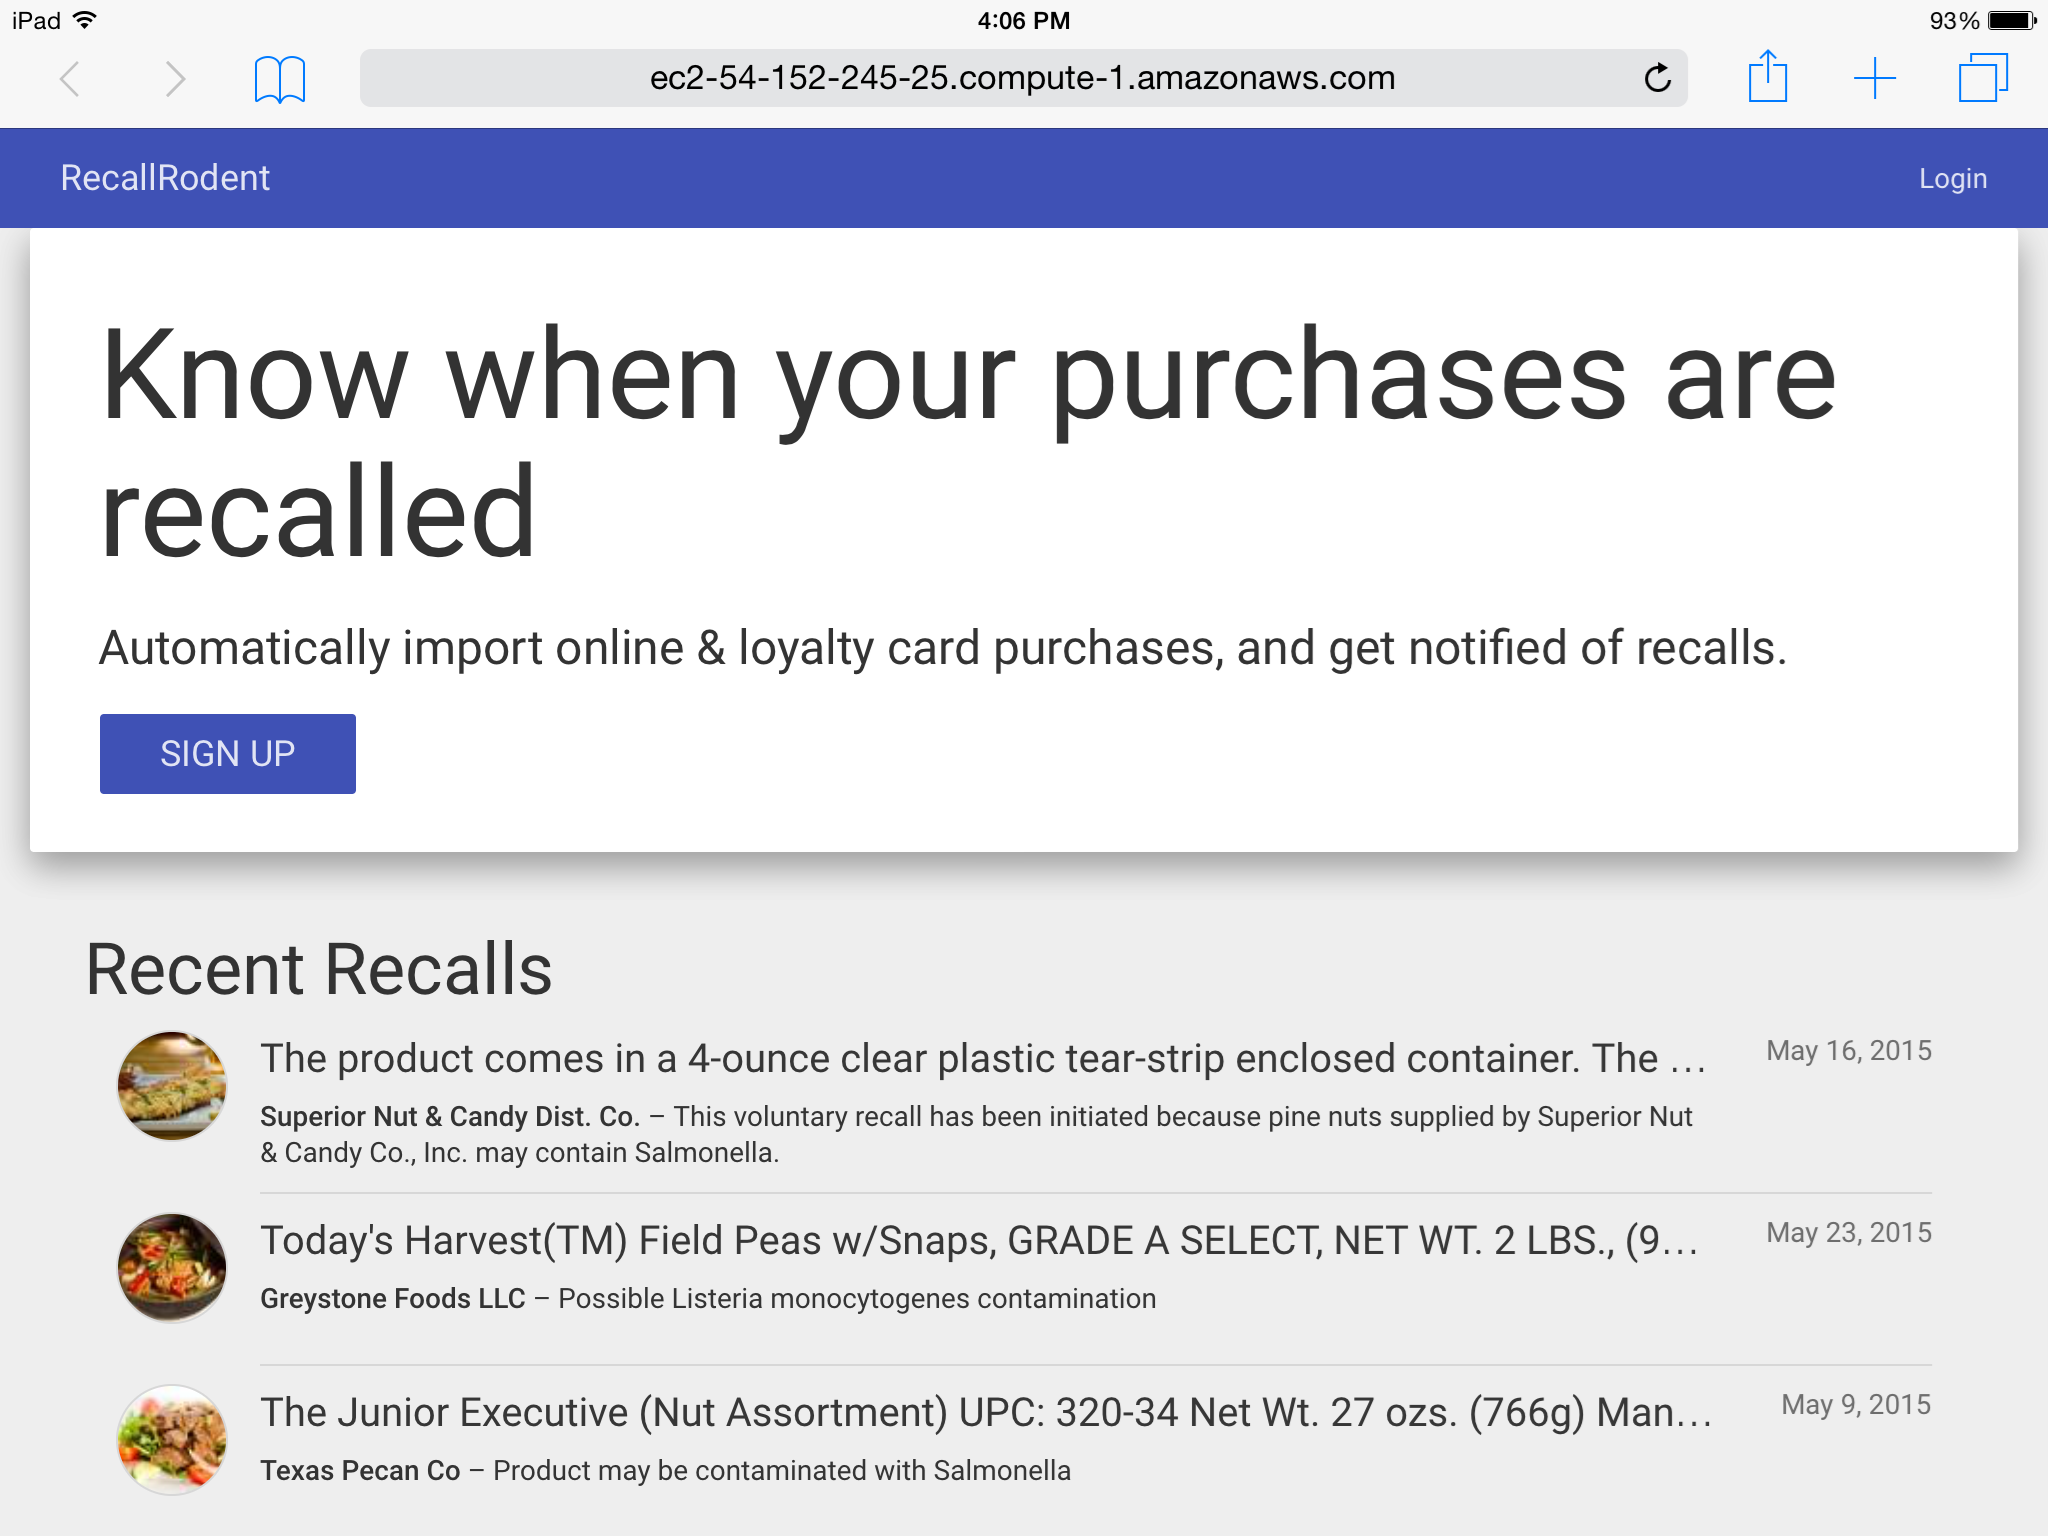 iPad
4:06 PM
93%
ec2-54-152-245-25.compute-1.amazonaws.com
RecallRodent
Login
Know when your purchases are
recalled
Automatically import online & loyalty card purchases, and get notified of recalls.
SIGN UP
Recent Recalls
The product comes in a 4-ounce clear plastic tear-strip enclosed container. The ...
May 16, 2015
Superior Nut & Candy Dist. Co. – This voluntary recall has been initiated because pine nuts supplied by Superior Nut
& Candy Co., Inc. may contain Salmonella.
Today's Harvest(TM) Field Peas w/Snaps, GRADE A SELECT, NET WT. 2 LBS., (9...
May 23, 2015
Greystone Foods LLC – Possible Listeria monocytogenes contamination
The Junior Executive (Nut Assortment) UPC: 320-34 Net Wt. 27 ozs. (766g) Man...
May 9, 2015
Texas Pecan Co – Product may be contaminated with Salmonella